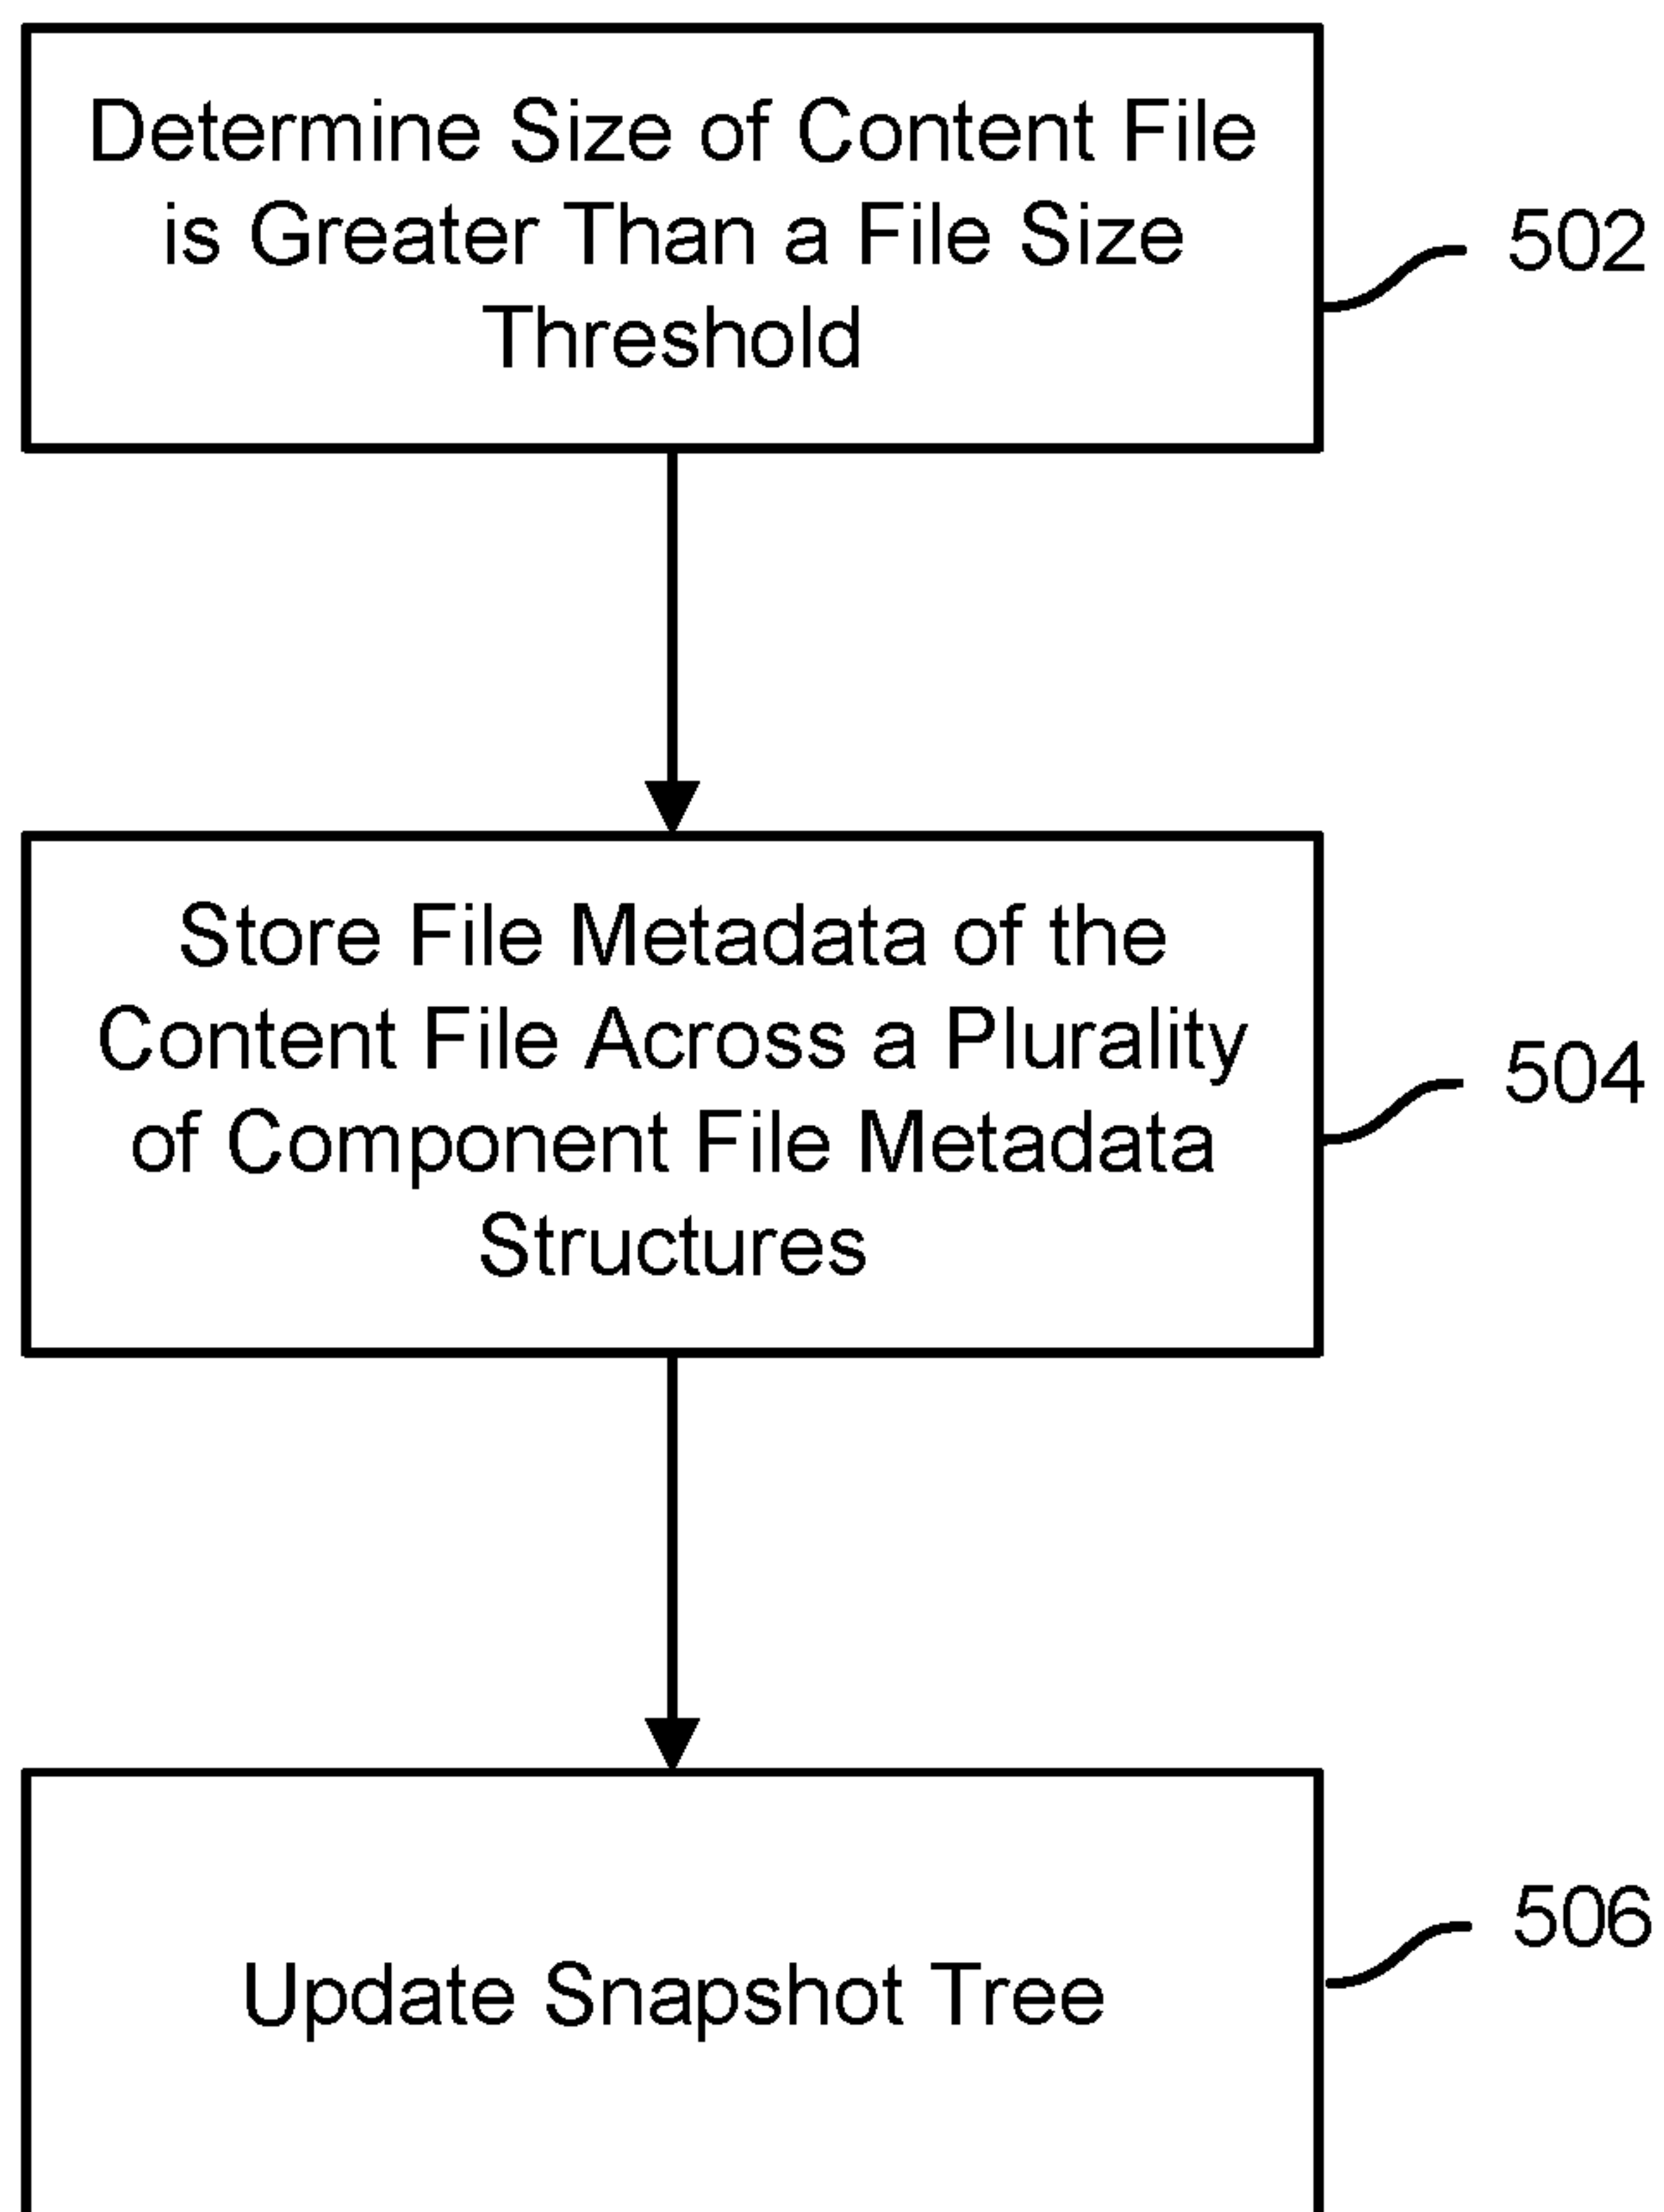 Determine Size of Content File
is Greater Than a File Size
Threshold
502
Store File Metadata of the
Content File Across a Plurality
of Component File Metadata
Structures
504
Update Snapshot Tree
506